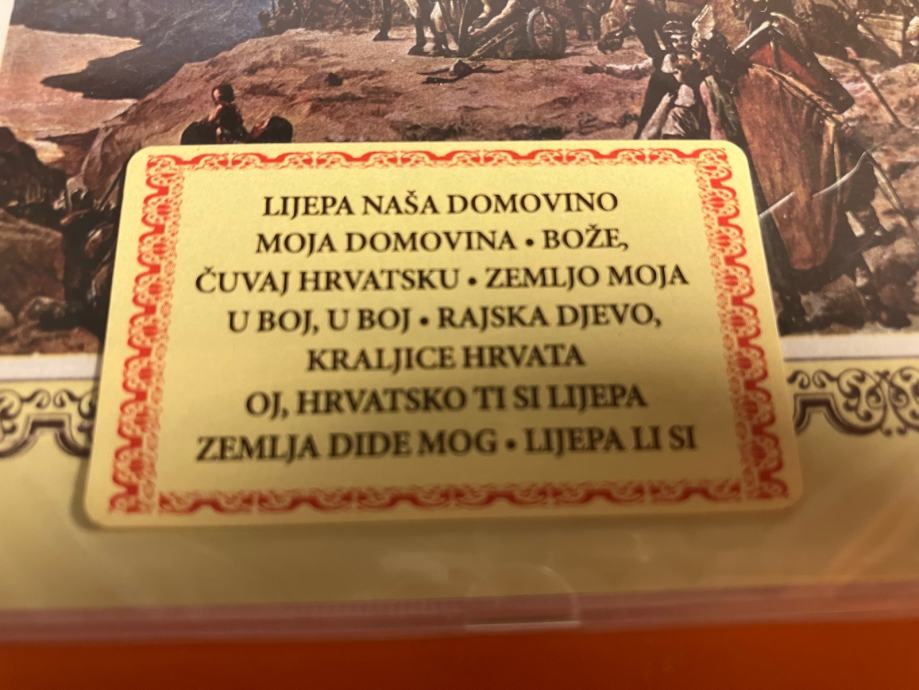 LIJEPA NAŠA DOMOVINO
MOJA DOMOVINA • BOŽE,
ČUVAJ HRVATSKU • ZEMLJO MOJA
U BOJ, U BOJ • RAJSKA DJEVO,
KRALJICE HRVATA
OJ, HRVATSKO TI SI LIJEPA
ZEMLJA DIDE MOG • LIJEPA LI SI